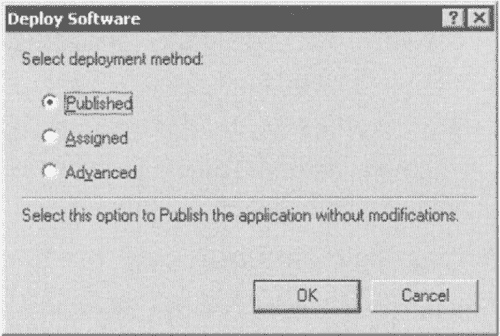 Deploy Software
Select deployment method:
Published
Assigned
Advanced
Select this option to Publish the application without modifications.
OK
Cancel